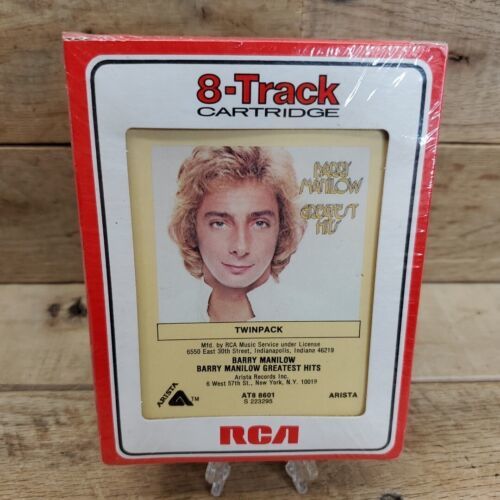 8-Track
CARTRIDGE
BARRY
MANILOW
GREATEST
HITS
TWINPACK
Mfd. by RCA Music Service under License
6550 East 30th Street, Indianapolis, Indiana 46219
BARRY MANILOW
BARRY MANILOW GREATEST HITS
Arista Records Inc.
6 West 57th St., New York, N.Y. 10019
ARISTA TM AT8 8601 ARISTA
S 223295
RCA